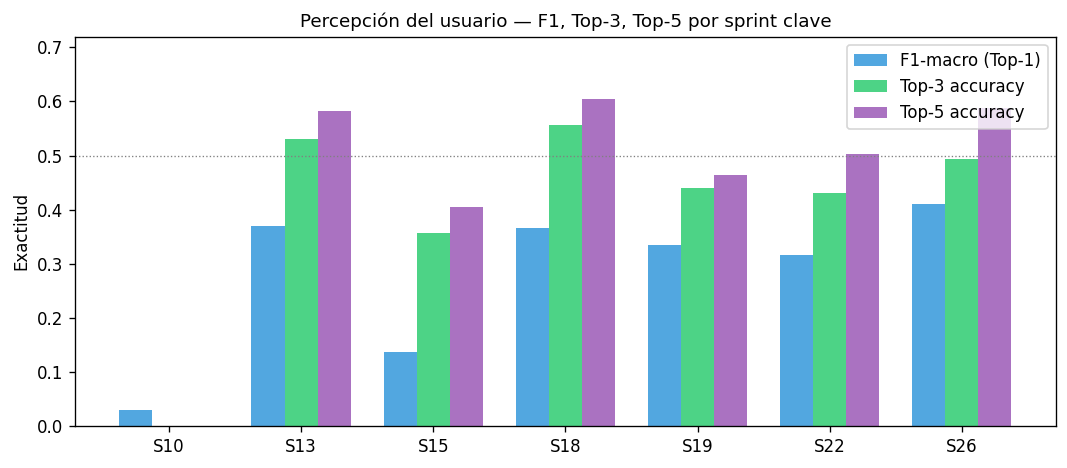 Percepción del usuario — F1, Top-3, Top-5 por sprint clave
F1-macro (Top-1)
Top-3 accuracy
Top-5 accuracy
Exactitud
0.7
0.6
0.5
0.4
0.3
0.2
0.1
0.0
S10 S13 S15 S18 S19 S22 S26